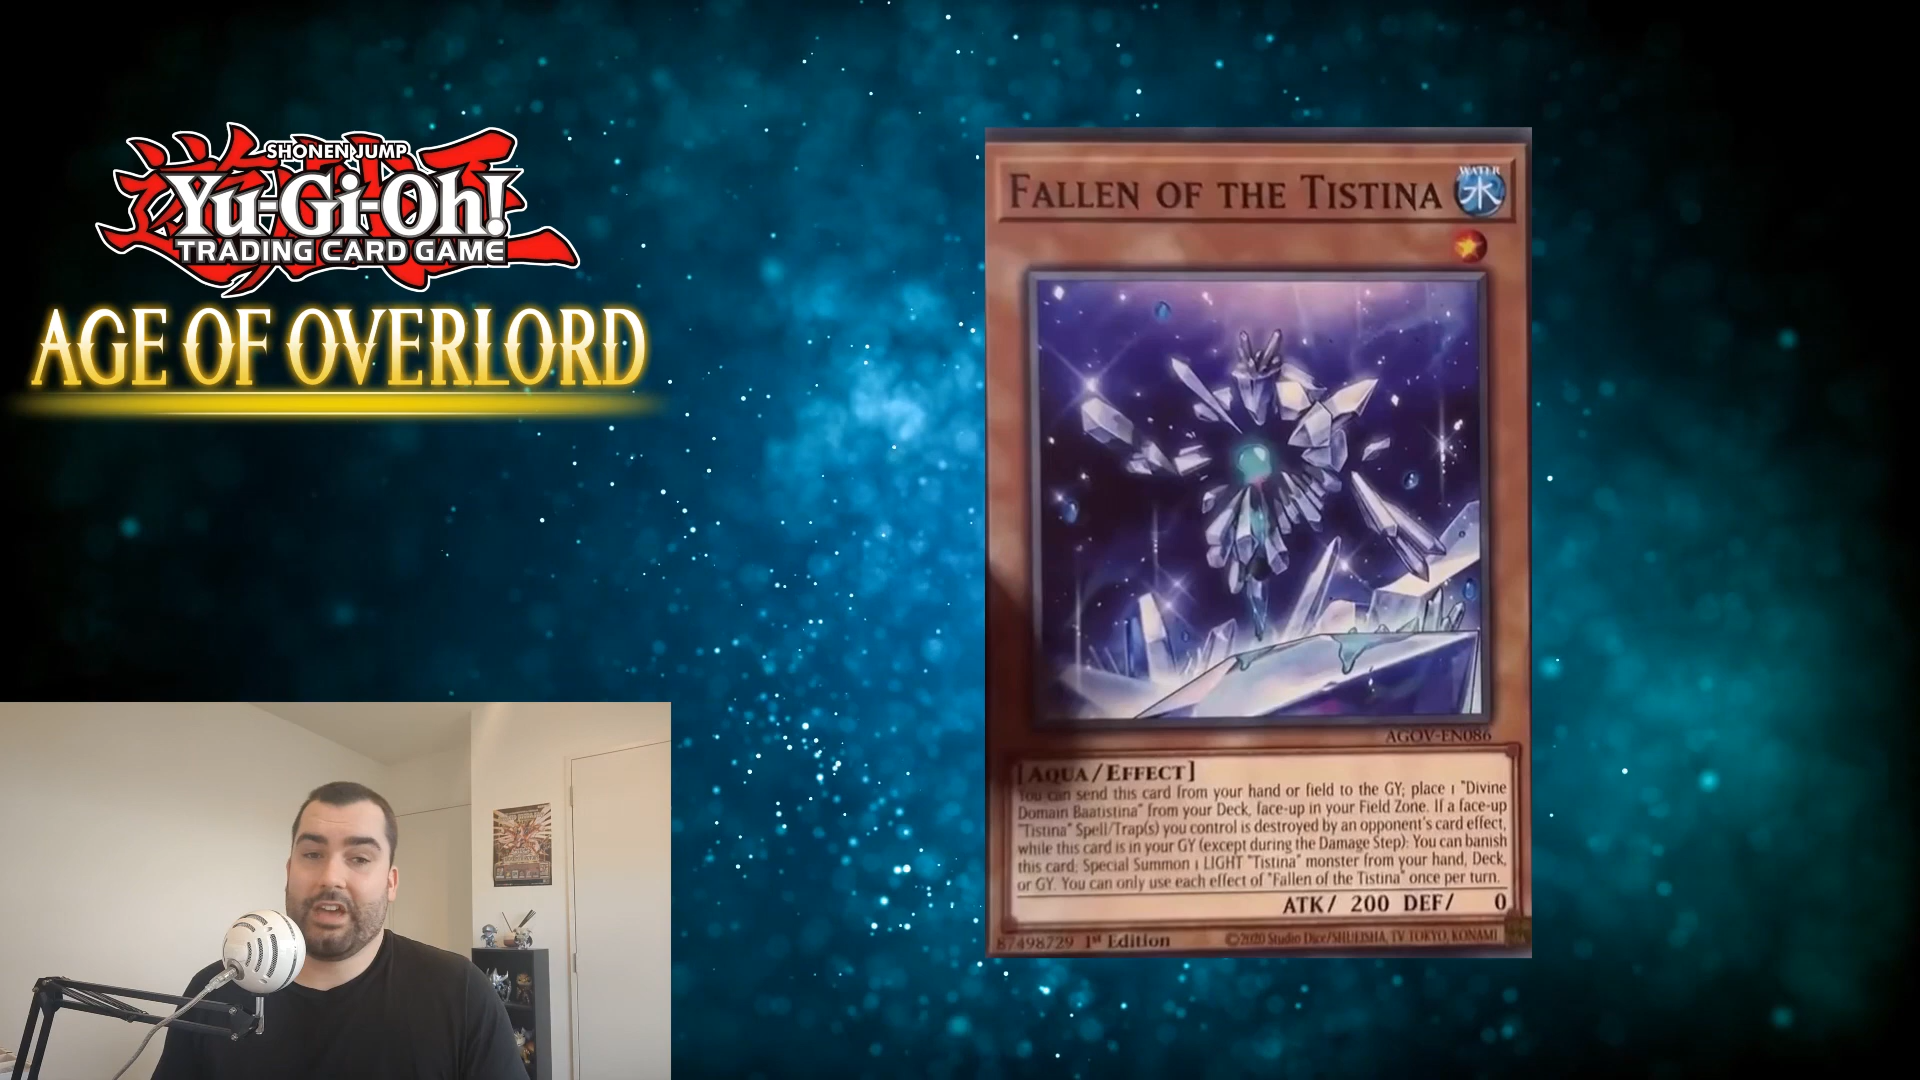 SHONEN JUMP
Yu-Gi-Oh!
TRADING CARD GAME
AGE OF OVERLORD
FALLEN OF THE TISTINA
WATER
水
AGOV-EN086
[AQUA/EFFECT]
You can send this card from your hand or field to the GY; place 1 "Divine
Domain Baatistina" from your Deck, face-up in your Field Zone. If a face-up
"Tistina" Spell/Trap(s) you control is destroyed by an opponent's card effect,
while this card is in your GY (except during the Damage Step): You can banish
this card; Special Summon 1 LIGHT "Tistina" monster from your hand, Deck,
or GY. You can only use each effect of "Fallen of the Tistina" once per turn.
ATK/ 200 DEF/ 0
87498729 1st Edition ©2020 Studio Dice/SHUEISHA, TV TOKYO, KONAMI